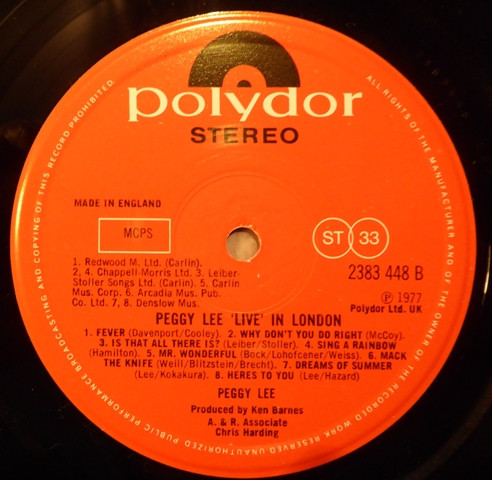 polydor
STEREO
MADE IN ENGLAND
MCPS
ST 33
1. Redwood M. Ltd. (Carlin).
2, 4. Chappell-Morris Ltd. 3. Leiber-
Stoller Songs Ltd. (Carlin). 5. Carlin
Mus. Corp. 6. Arcadia Mus. Pub.
Co. Ltd. 7, 8. Denslow Mus.
2383 448 B
℗ 1977
Polydor Ltd. UK
PEGGY LEE 'LIVE' IN LONDON
1. FEVER (Davenport/Cooley). 2. WHY DON'T YOU DO RIGHT (McCoy).
3. IS THAT ALL THERE IS? (Leiber/Stoller). 4. SING A RAINBOW
(Hamilton). 5. MR. WONDERFUL (Bock/Lohofcener/Weiss). 6. MACK
THE KNIFE (Weill/Blitzstein/Brecht). 7. DREAMS OF SUMMER
(Lee/Kokakura). 8. HERES TO YOU (Lee/Hazard)
PEGGY LEE
Produced by Ken Barnes
A. & R. Associate
Chris Harding
ALL RIGHTS OF THE MANUFACTURER AND OF THE OWNER OF THE RECORDED WORK RESERVED UNAUTHORIZED PUBLIC PERFORMANCE BROADCASTING AND COPYING OF THIS RECORD PROHIBITED.